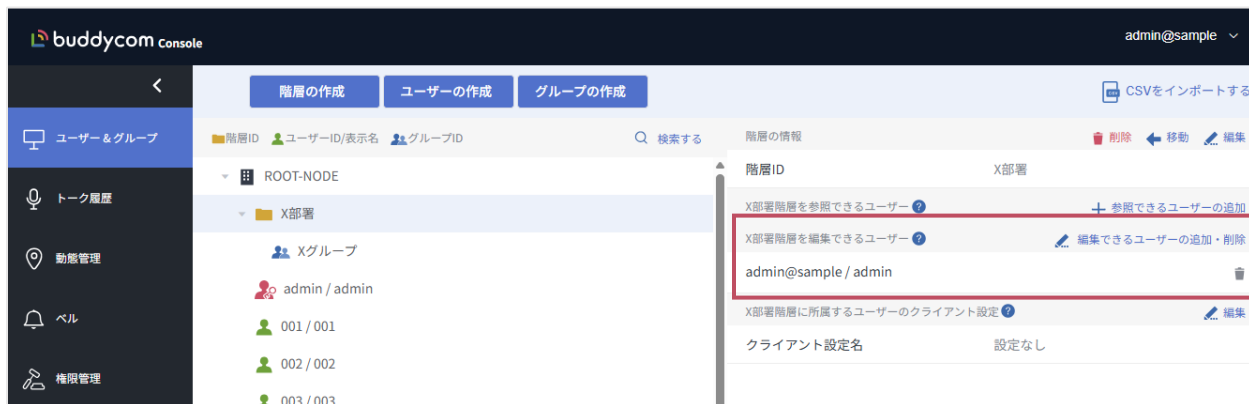 buddycom Console
admin@sample
階層の作成
ユーザーの作成
グループの作成
CSVをインポートする
ユーザー＆グループ
トーク履歴
動態管理
ベル
権限管理
階層ID ユーザーID/表示名 グループID
検索する
ROOT-NODE
X部署
Xグループ
admin / admin
001 / 001
002 / 002
003 / 003
階層の情報
削除 移動 編集
階層ID X部署
X部署階層を参照できるユーザー ?
参照できるユーザーの追加
X部署階層を編集できるユーザー ?
編集できるユーザーの追加・削除
admin@sample / admin
X部署階層に所属するユーザーのクライアント設定 ?
編集
クライアント設定名 設定なし